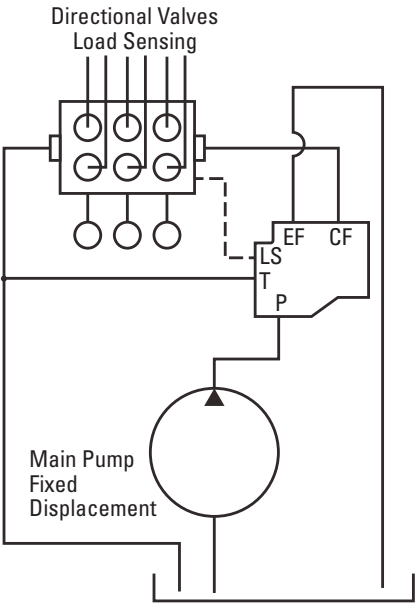 Directional Valves
Load Sensing
EF CF
LS
T
P
Main Pump
Fixed
Displacement